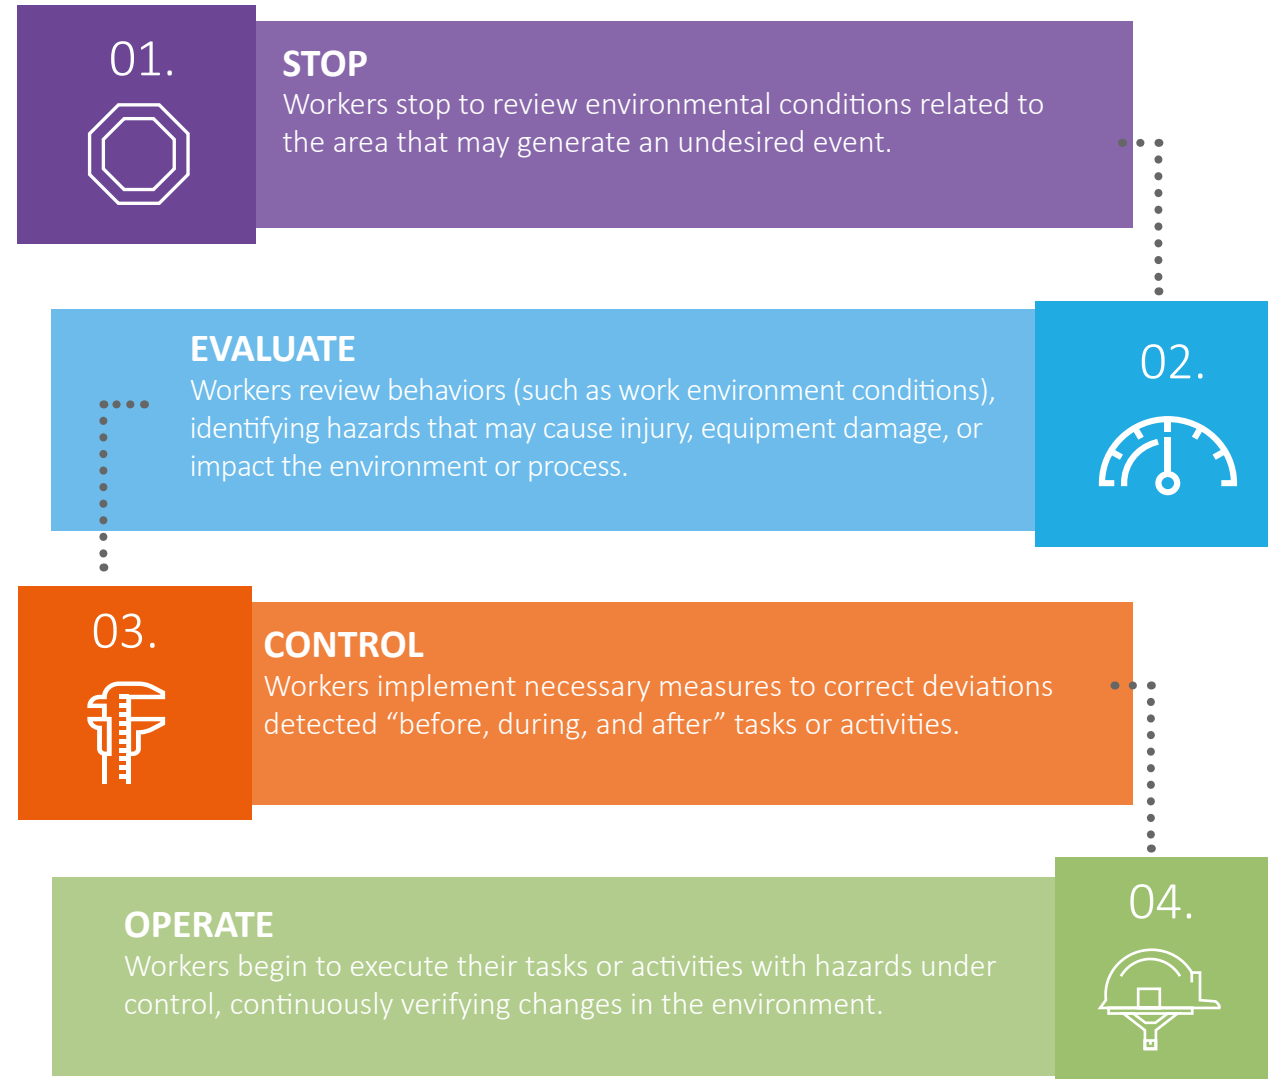 01.
STOP
Workers stop to review environmental conditions related to
the area that may generate an undesired event.
EVALUATE
Workers review behaviors (such as work environment conditions),
identifying hazards that may cause injury, equipment damage, or
impact the environment or process.
02.
03.
CONTROL
Workers implement necessary measures to correct deviations
detected “before, during, and after” tasks or activities.
OPERATE
Workers begin to execute their tasks or activities with hazards under
control, continuously verifying changes in the environment.
04.